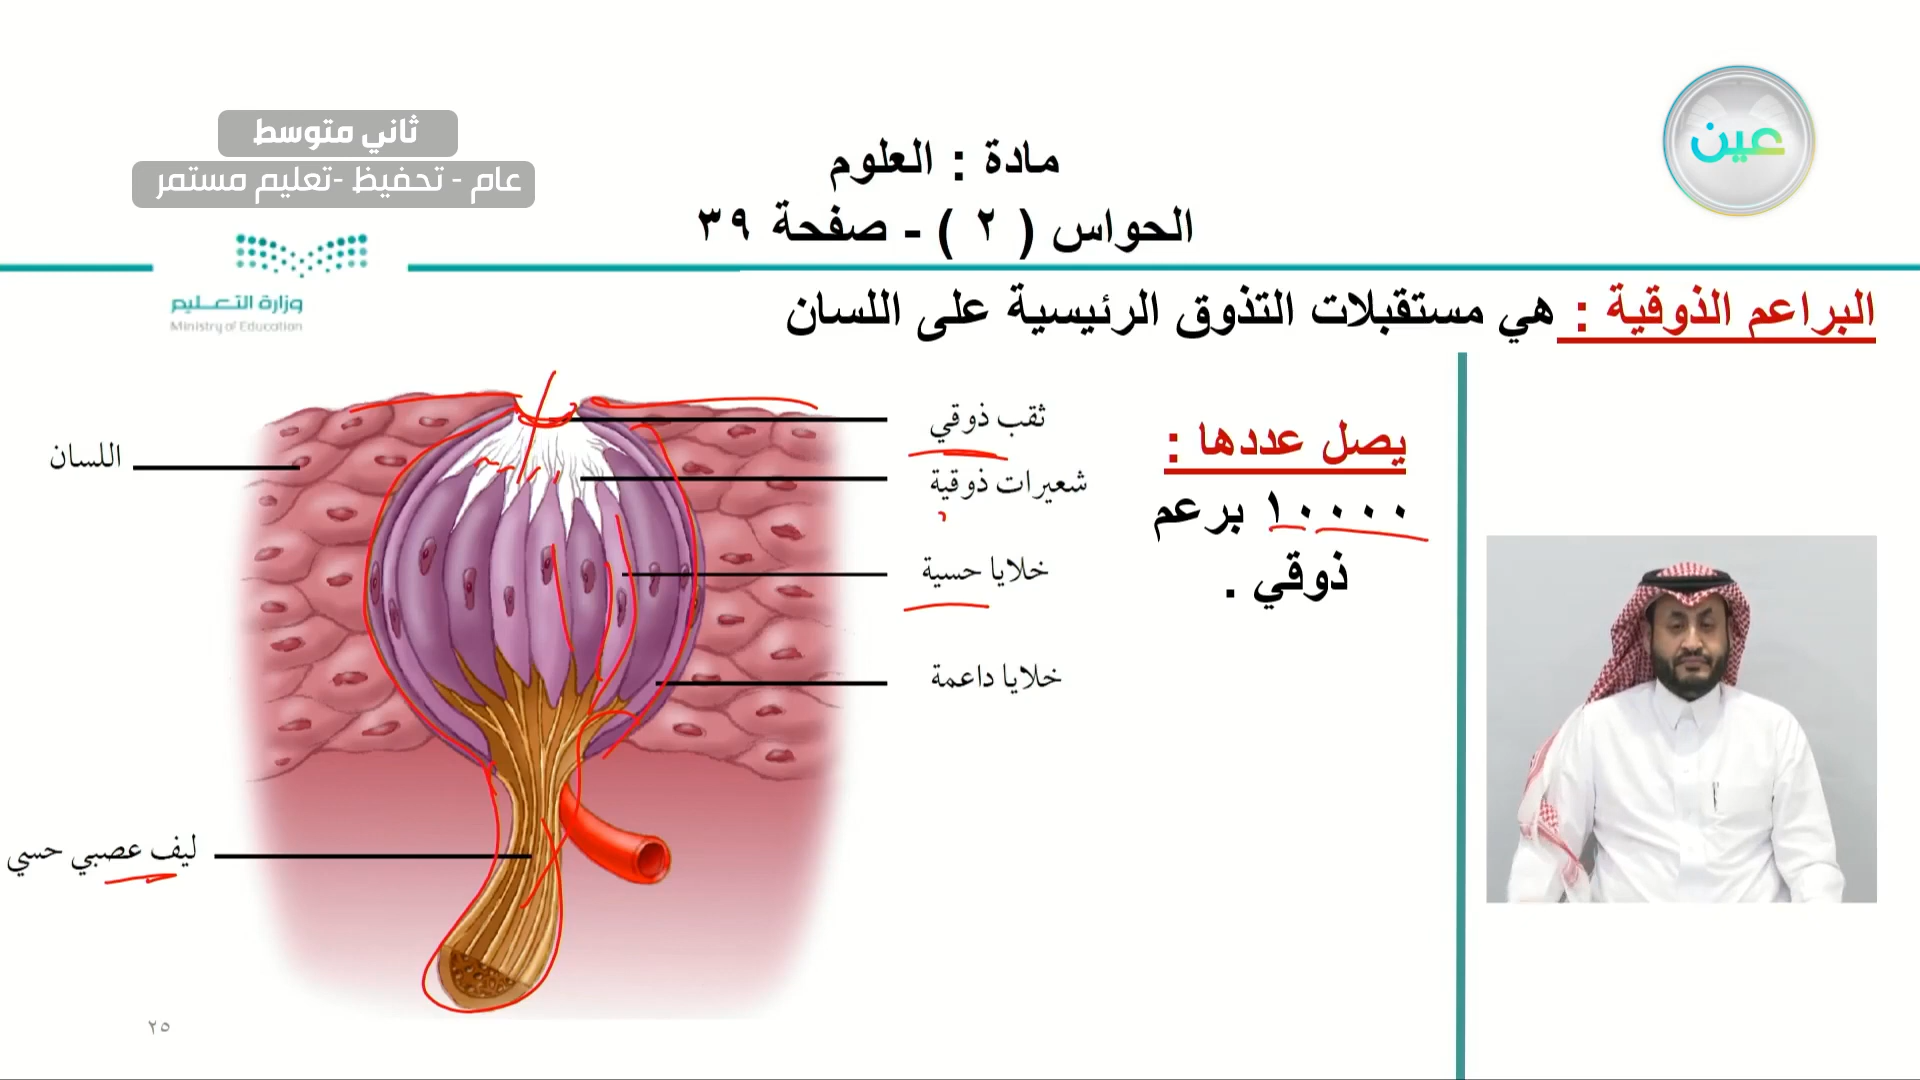 ثاني متوسط
عام - تحفيظ -تعليم مستمر
عين
مادة : العلوم
الحواس ( ٢ ) - صفحة ٣٩
وزارة التعـــليم
Ministry of Education
البراعم الذوقية : هي مستقبلات التذوق الرئيسية على اللسان
يصل عددها :
١٠٠٠٠ برعم
ذوقي .
ثقب ذوقي
شعيرات ذوقية
خلايا حسية
خلايا داعمة
اللسان
ليف عصبي حسي
٢٥